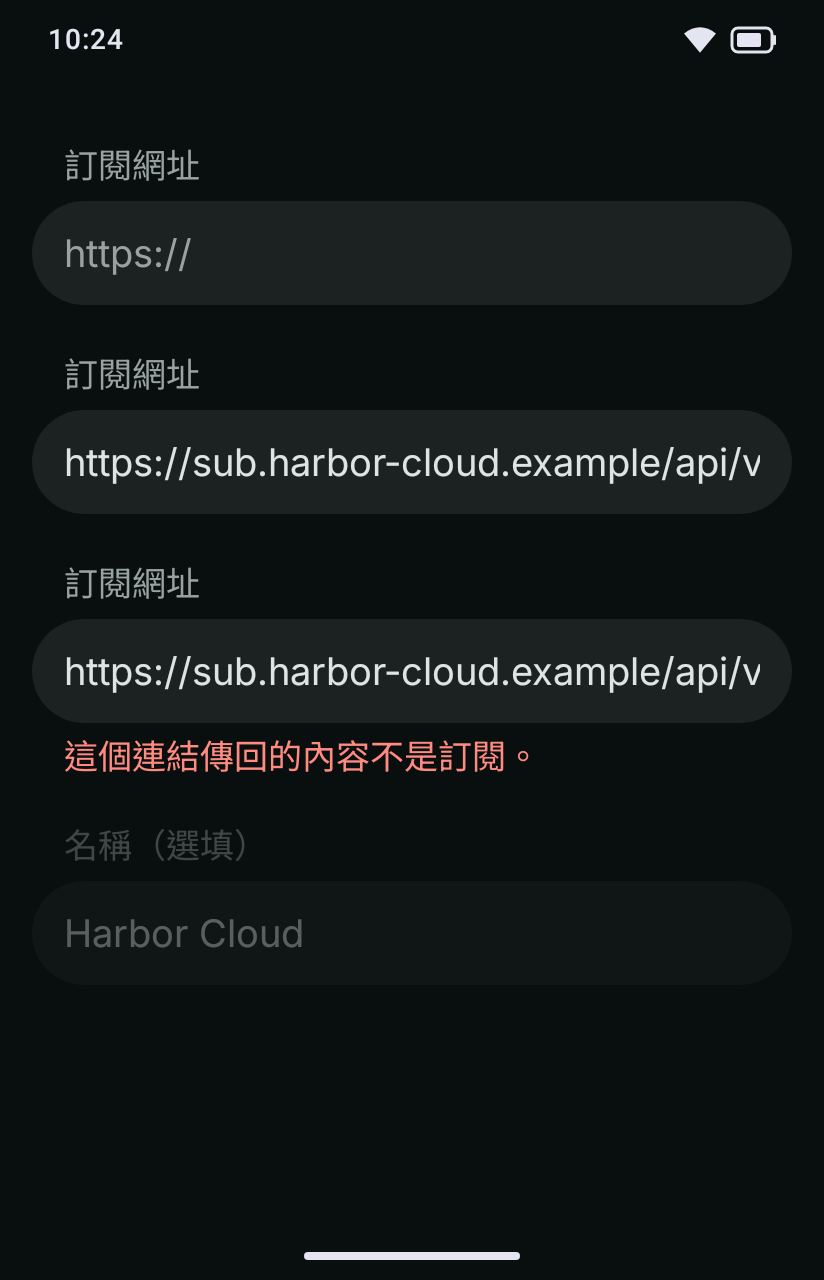 10:24
訂閱網址
https://
訂閱網址
https://sub.harbor-cloud.example/api/v
訂閱網址
https://sub.harbor-cloud.example/api/v
這個連結傳回的內容不是訂閱。
名稱（選填）
Harbor Cloud